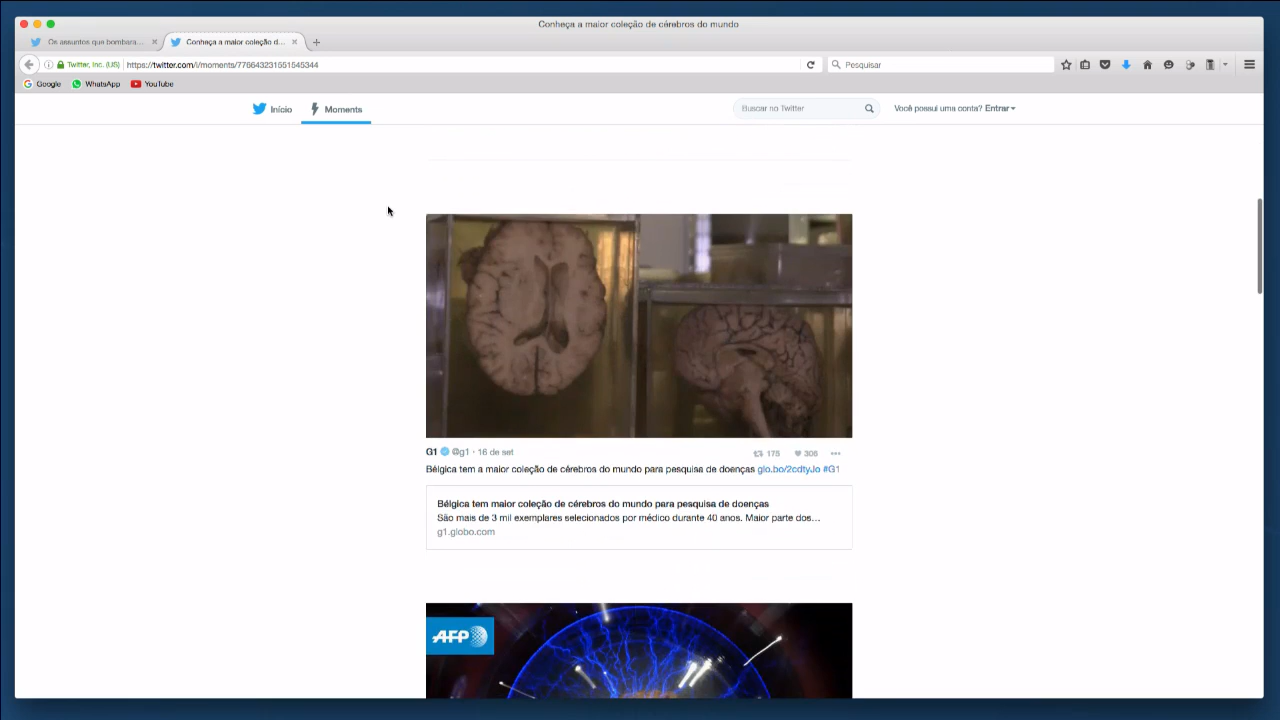 Conheça a maior coleção de cérebros do mundo
Os assuntos que bombara...
Conheça a maior coleção d...
Twitter, Inc. (US)
https://twitter.com/i/moments/776643231551545344
Pesquisar
Google
WhatsApp
YouTube
Início
Moments
Buscar no Twitter
Você possui uma conta? Entrar
G1 @g1 · 16 de set
175
306
Bélgica tem a maior coleção de cérebros do mundo para pesquisa de doenças glo.bo/2cdtyJo #G1
Bélgica tem maior coleção de cérebros do mundo para pesquisa de doenças
São mais de 3 mil exemplares selecionados por médico durante 40 anos. Maior parte dos...
g1.globo.com
AFP